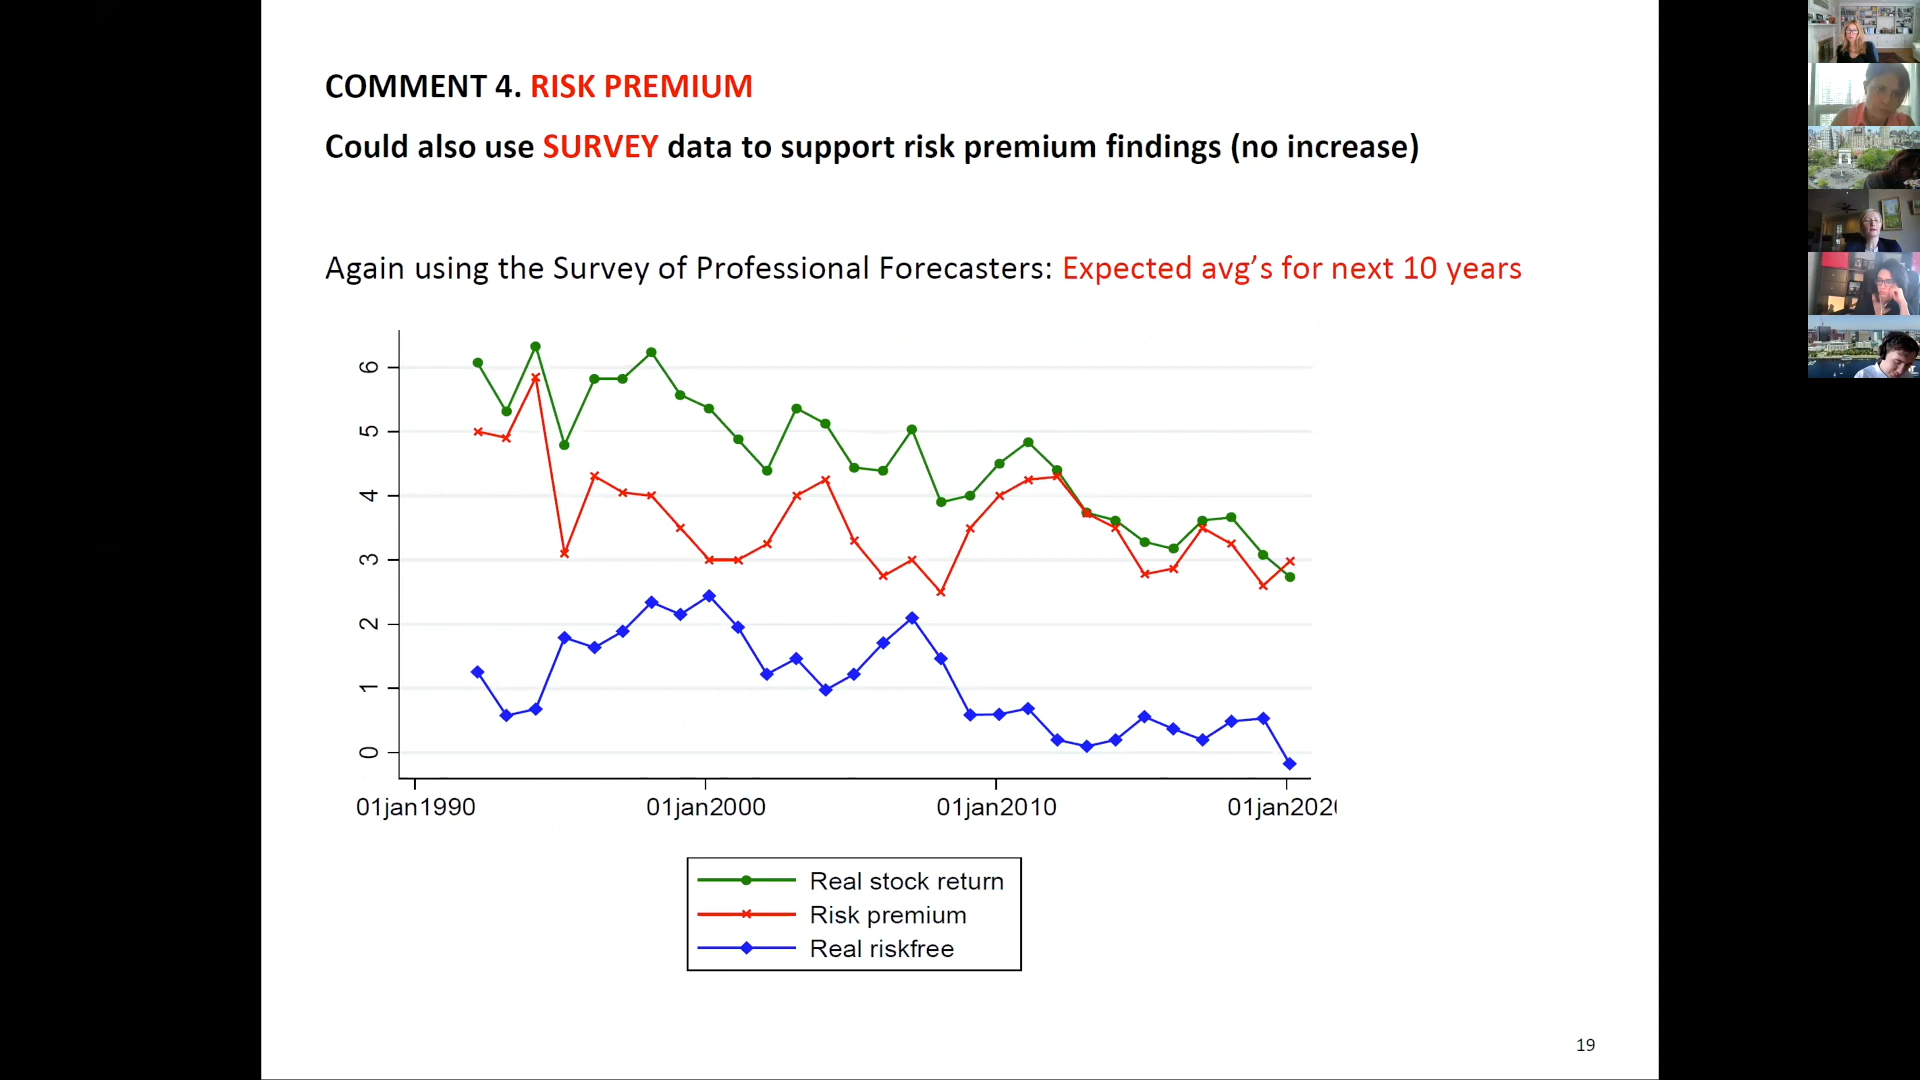 COMMENT 4. RISK PREMIUM
Could also use SURVEY data to support risk premium findings (no increase)
Again using the Survey of Professional Forecasters: Expected avg’s for next 10 years
6
5
4
3
2
1
0
01jan1990 01jan2000 01jan2010 01jan202
Real stock return
Risk premium
Real riskfree
19